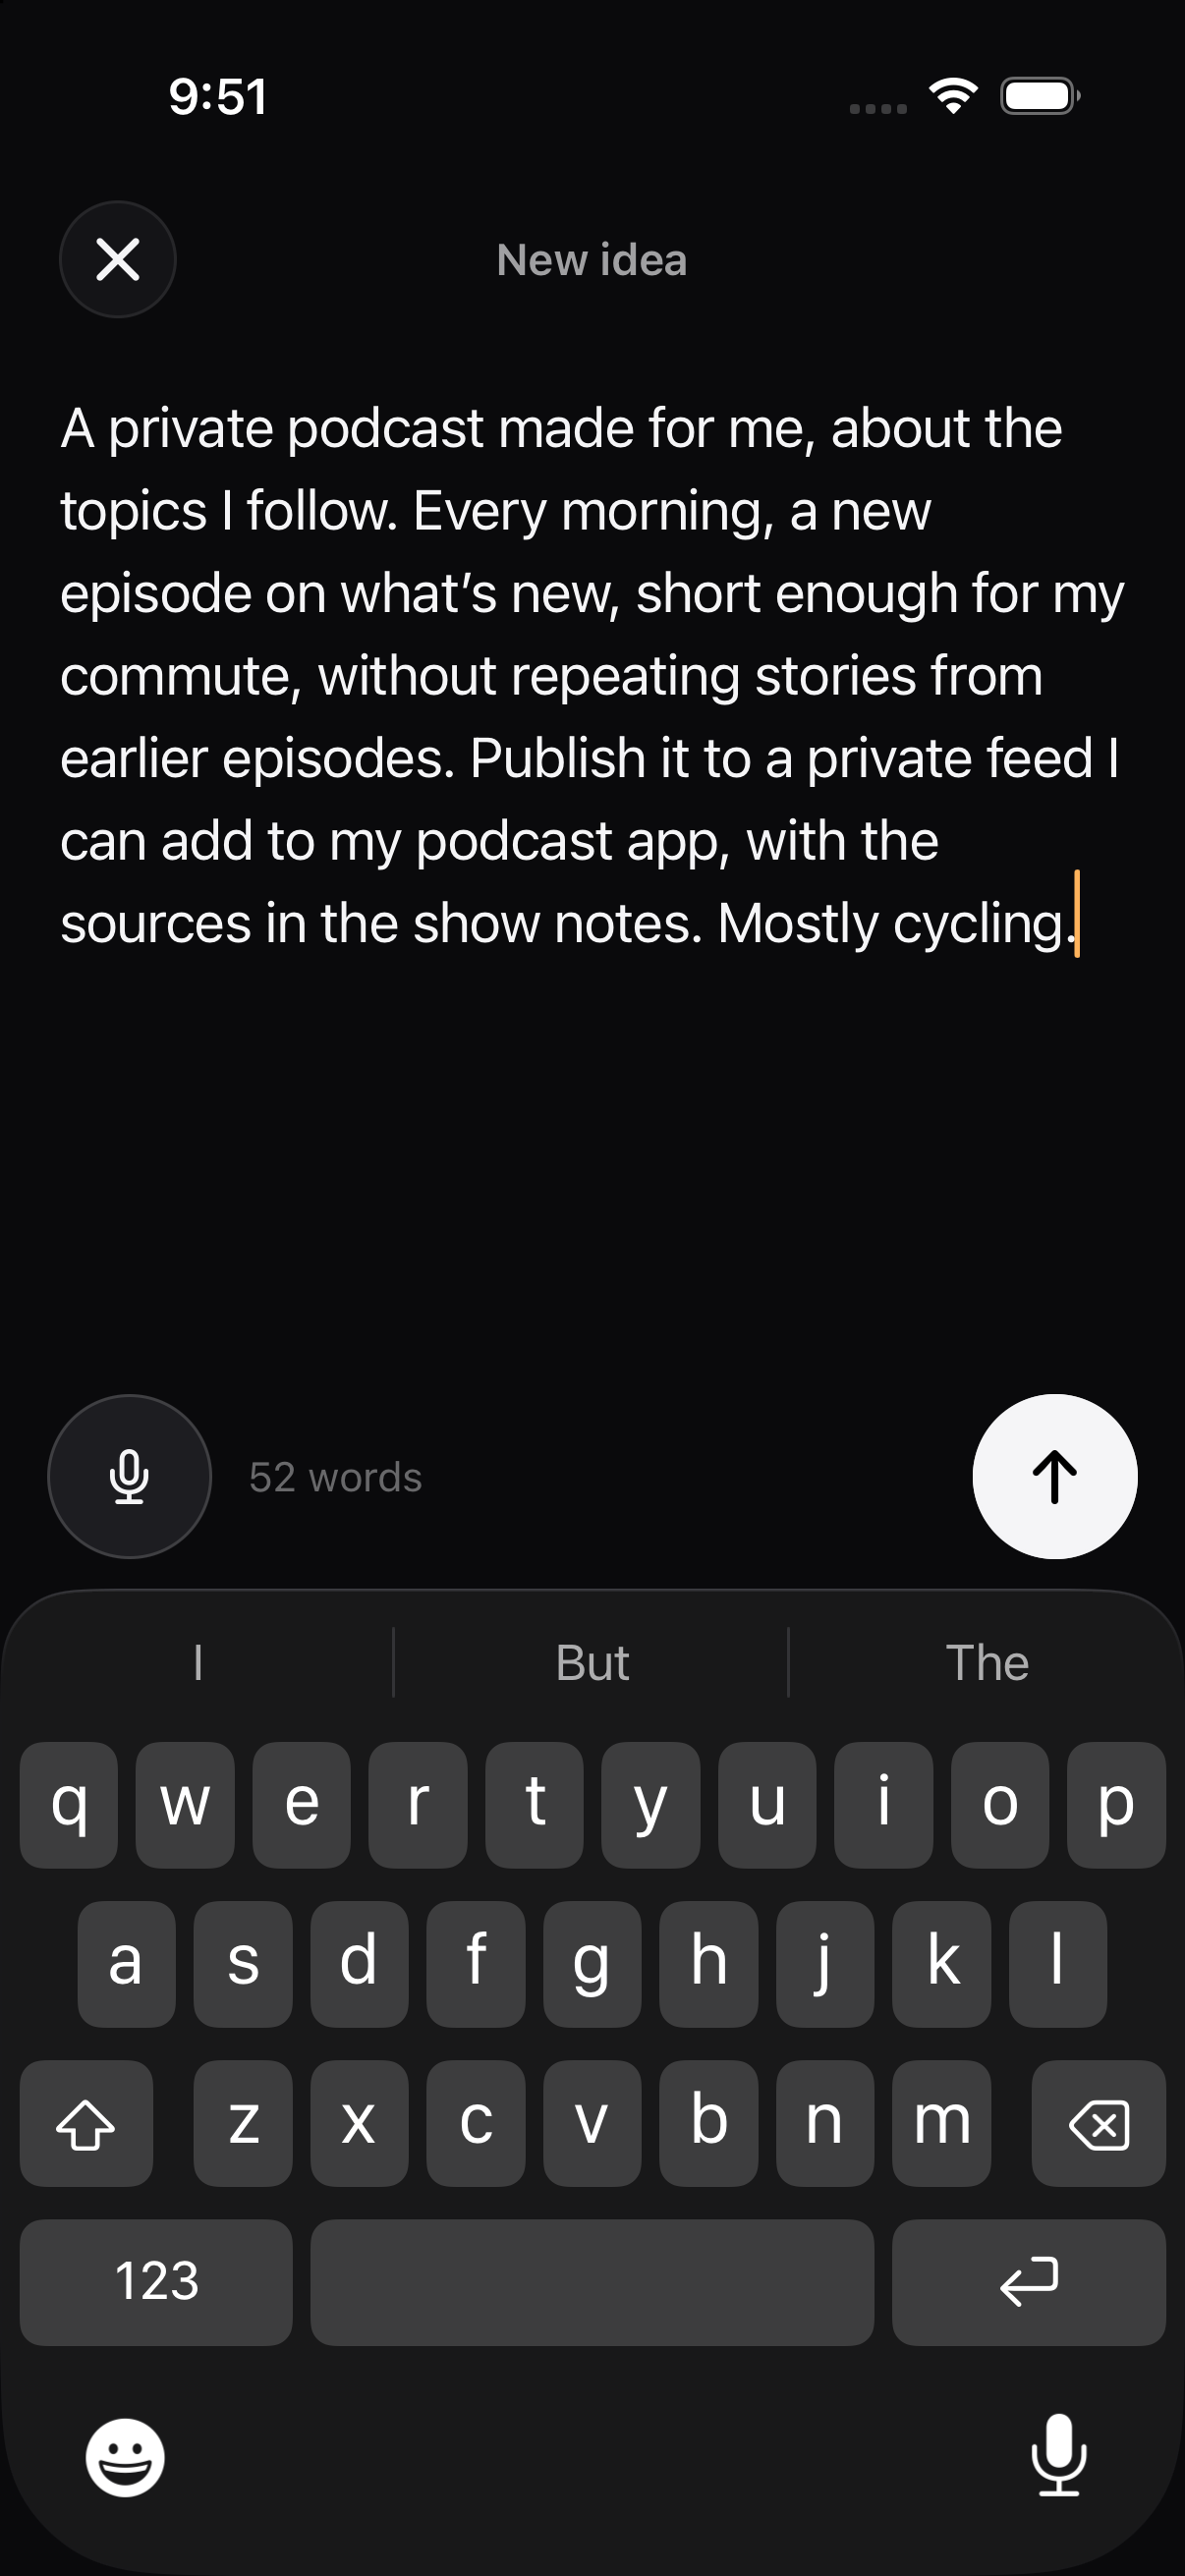 9:51
New idea
A private podcast made for me, about the
topics I follow. Every morning, a new
episode on what’s new, short enough for my
commute, without repeating stories from
earlier episodes. Publish it to a private feed I
can add to my podcast app, with the
sources in the show notes. Mostly cycling.
52 words
I But The
q w e r t y u i o p
a s d f g h j k l
z x c v b n m
123